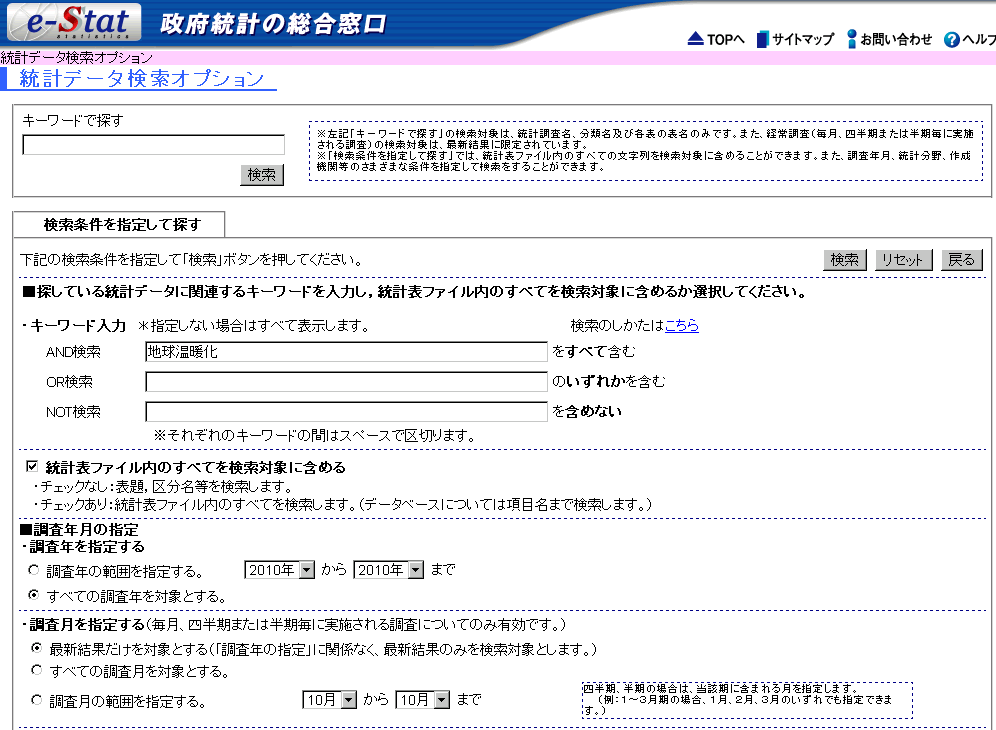 e-Stat
statistics
政府統計の総合窓口
TOPへ サイトマップ お問い合わせ ヘルプ
統計データ検索オプション
統計データ検索オプション
キーワードで探す
検索
※左記「キーワードで探す」の検索対象は、統計調査名、分類名及び各表の表名のみです。また、経常調査(毎月、四半期または半期毎に実施
される調査)の検索対象は、最新結果に限定されています。
※「検索条件を指定して探す」では、統計表ファイル内のすべての文字列を検索対象に含めることができます。また、調査年月、統計分野、作成
機関等のさまざまな条件を指定して検索をすることができます。
検索条件を指定して探す
下記の検索条件を指定して「検索」ボタンを押してください。
検索 リセット 戻る
■探している統計データに関連するキーワードを入力し，統計表ファイル内のすべてを検索対象に含めるか選択してください。
・キーワード入力 ※指定しない場合はすべて表示します。 検索のしかたはこちら
AND検索 地球温暖化 をすべて含む
OR検索 のいずれかを含む
NOT検索 を含めない
※それぞれのキーワードの間はスペースで区切ります。
統計表ファイル内のすべてを検索対象に含める
・チェックなし：表題，区分名等を検索します。
・チェックあり：統計表ファイル内のすべてを検索します。（データベースについては項目名まで検索します。）
■調査年月の指定
・調査年を指定する
調査年の範囲を指定する。 2010年 から 2010年 まで
すべての調査年を対象とする。
・調査月を指定する（毎月、四半期または半期毎に実施される調査についてのみ有効です。）
最新結果だけを対象とする（「調査年の指定」に関係なく、最新結果のみを検索対象とします。）
すべての調査月を対象とする。
調査月の範囲を指定する。 10月 から 10月 まで
四半期、半期の場合は、当該期に含まれる月を指定します。
（例：1～3月期の場合、1月、2月、3月のいずれでも指定できま
す。）